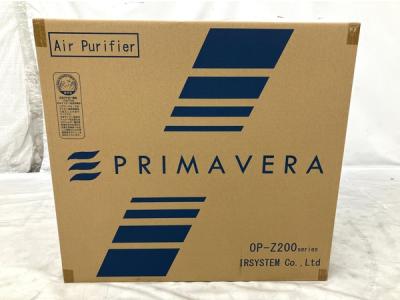 Air Purifier
PRIMAVERA
OP-Z200series
IRSYSTEM Co.,Ltd